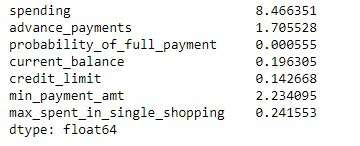 spending 8.466351
advance_payments 1.705528
probability_of_full_payment 0.000555
current_balance 0.196305
credit_limit 0.142668
min_payment_amt 2.234095
max_spent_in_single_shopping 0.241553
dtype: float64